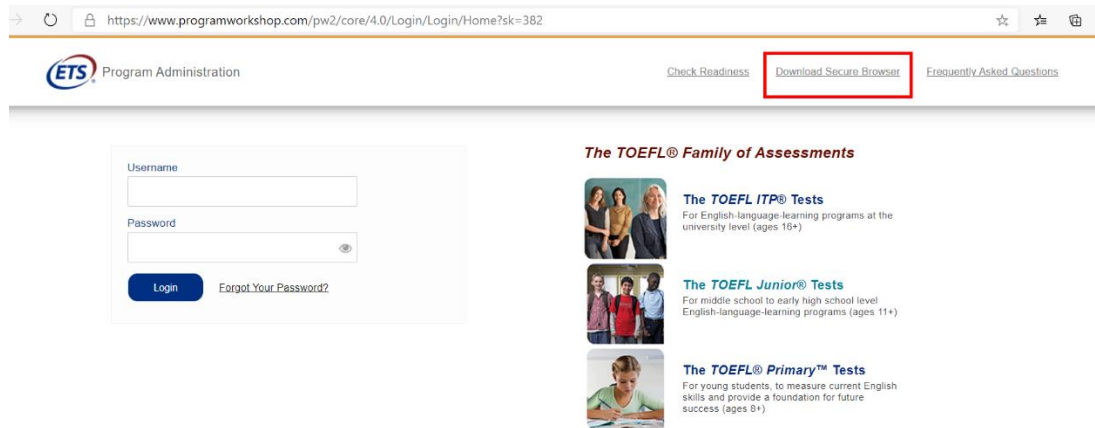 https://www.programworkshop.com/pw2/core/4.0/Login/Login/Home?sk=382
ETS® Program Administration
Check Readiness
Download Secure Browser
Frequently Asked Questions
Username
Password
Login
Forgot Your Password?
The TOEFL® Family of Assessments
The TOEFL ITP® Tests
For English-language-learning programs at the
university level (ages 16+)
The TOEFL Junior® Tests
For middle school to early high school level
English-language-learning programs (ages 11+)
The TOEFL® Primary™ Tests
For young students, to measure current English
skills and provide a foundation for future
success (ages 8+)